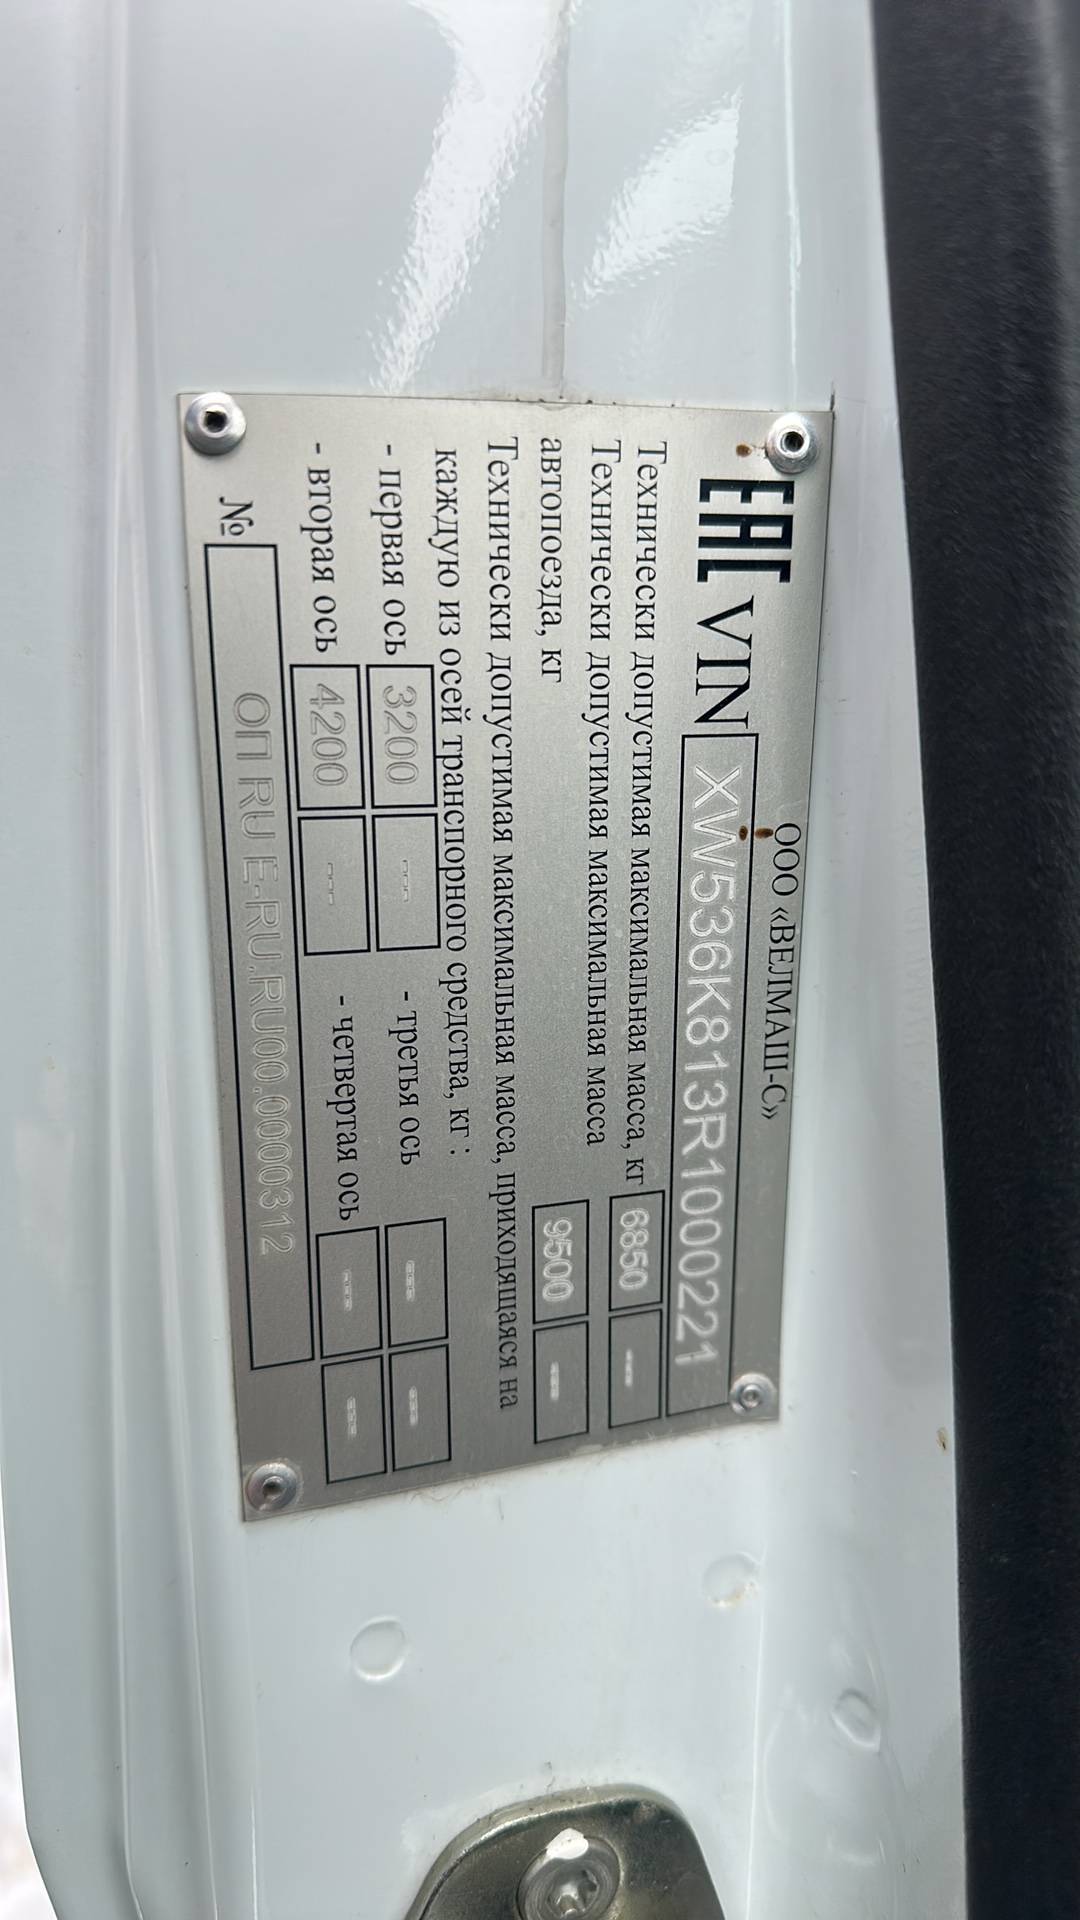 ООО «ВЕЛМАШ-С»
ЕАС VIN XW536K813R1000221
Технически допустимая максимальная масса, кг 6850 ---
Технически допустимая максимальная масса
автопоезда, кг 9500 ---
Технически допустимая максимальная масса, приходящаяся на
каждую из осей транспорного средства, кг :
- первая ось 3200 --- - третья ось --- ---
- вторая ось 4200 --- - четвертая ось --- ---
№ ОП RU E-RU.RU00.0000312